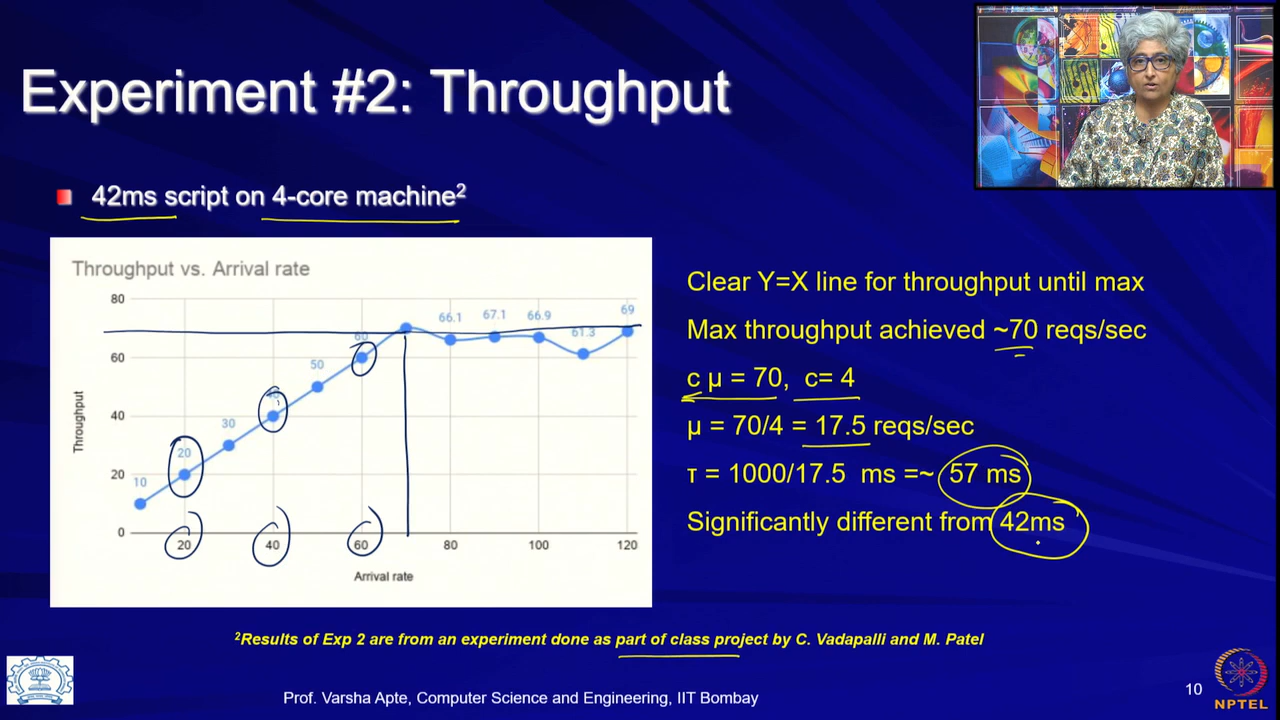 Experiment #2: Throughput
42ms script on 4-core machine²
Throughput vs. Arrival rate
80
60
40
20
0
Throughput
10
20
30
50
60
66.1
67.1
66.9
61.3
69
20
40
60
80
100
120
Arrival rate
Clear Y=X line for throughput until max
Max throughput achieved ~70 reqs/sec
c μ = 70, c= 4
μ = 70/4 = 17.5 reqs/sec
τ = 1000/17.5 ms =~ 57 ms
Significantly different from 42ms
²Results of Exp 2 are from an experiment done as part of class project by C. Vadapalli and M. Patel
Prof. Varsha Apte, Computer Science and Engineering, IIT Bombay
10
NPTEL